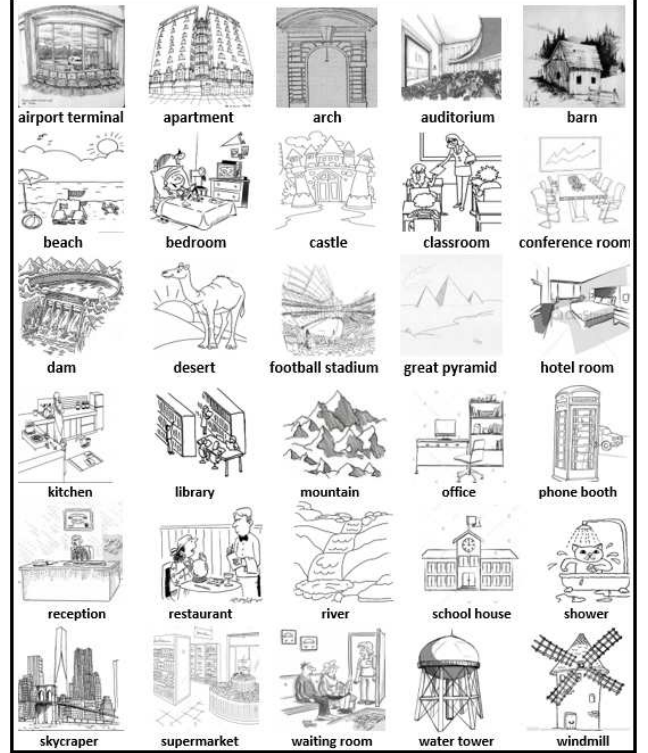 airport terminal apartment arch auditorium barn
beach bedroom castle classroom conference room
dam desert football stadium great pyramid hotel room
kitchen library mountain office phone booth
reception restaurant river school house shower
skycraper supermarket waiting room water tower windmill